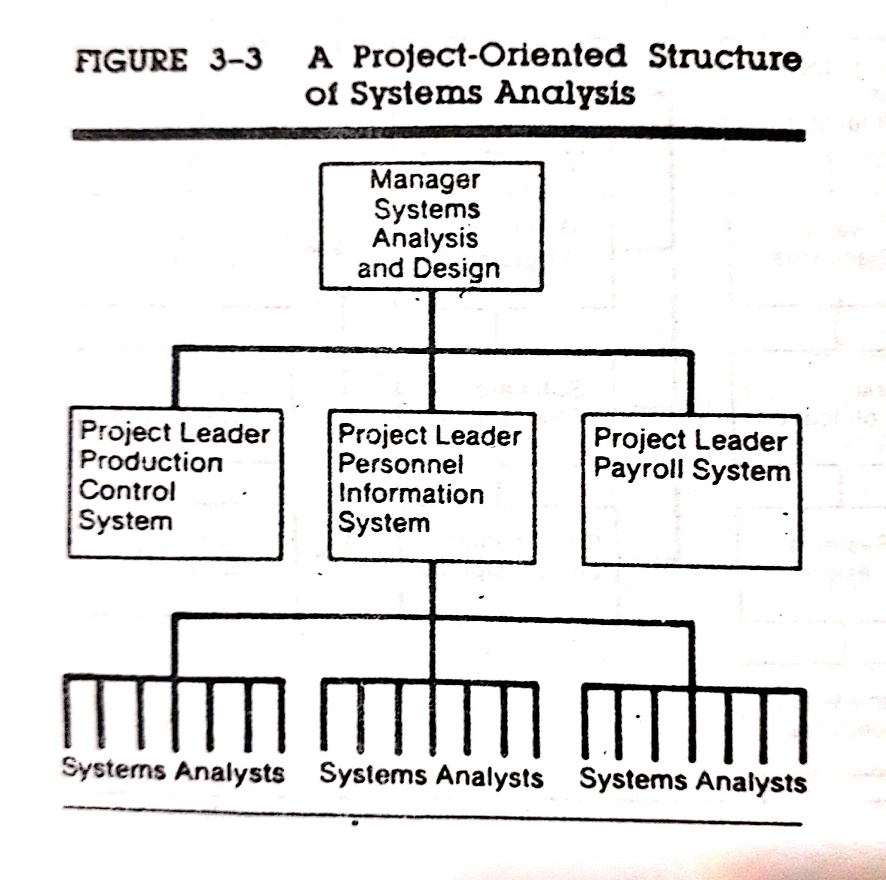 FIGURE 3-3 A Project-Oriented Structure
of Systems Analysis
Manager
Systems
Analysis
and Design
Project Leader
Production
Control
System
Project Leader
Personnel
Information
System
Project Leader
Payroll System
Systems Analysts
Systems Analysts
Systems Analysts